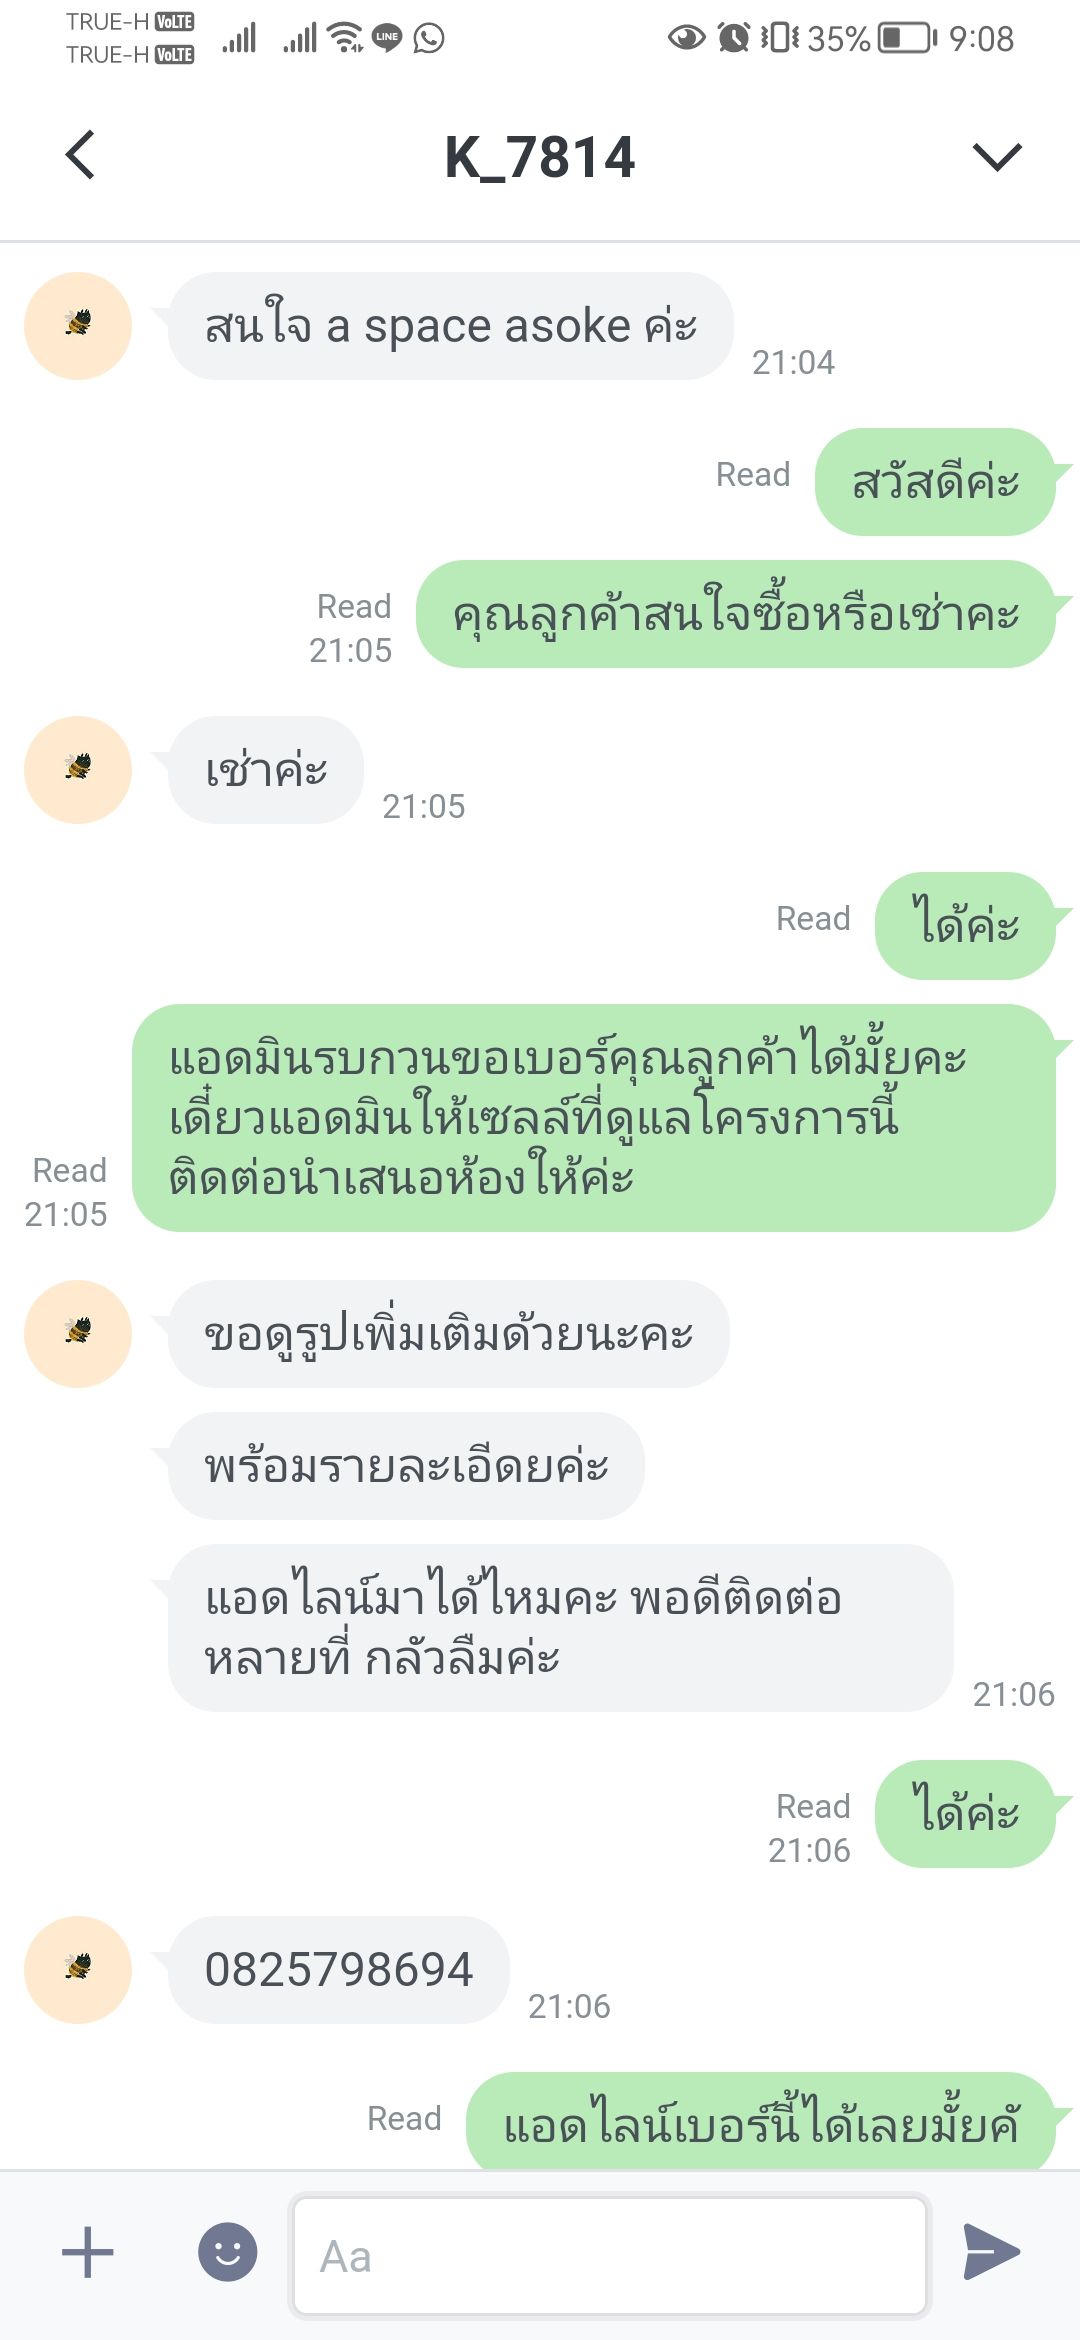 TRUE-H VoLTE
TRUE-H VoLTE
LINE
35%
9:08
K_7814
สนใจ a space asoke ค่ะ
21:04
Read
สวัสดีค่ะ
Read
21:05
คุณลูกค้าสนใจซื้อหรือเช่าคะ
เช่าค่ะ
21:05
Read
ได้ค่ะ
แอดมินรบกวนขอเบอร์คุณลูกค้าได้มั้ยคะ
เดี๋ยวแอดมินให้เซลล์ที่ดูแลโครงการนี้
ติดต่อนำเสนอห้องให้ค่ะ
Read
21:05
ขอดูรูปเพิ่มเติมด้วยนะคะ
พร้อมรายละเอีดยค่ะ
แอดไลน์มาได้ไหมคะ พอดีติดต่อ
หลายที่ กลัวลืมค่ะ
21:06
Read
21:06
ได้ค่ะ
0825798694
21:06
Read
แอดไลน์เบอร์นี้ได้เลยมั้ยคั
Aa